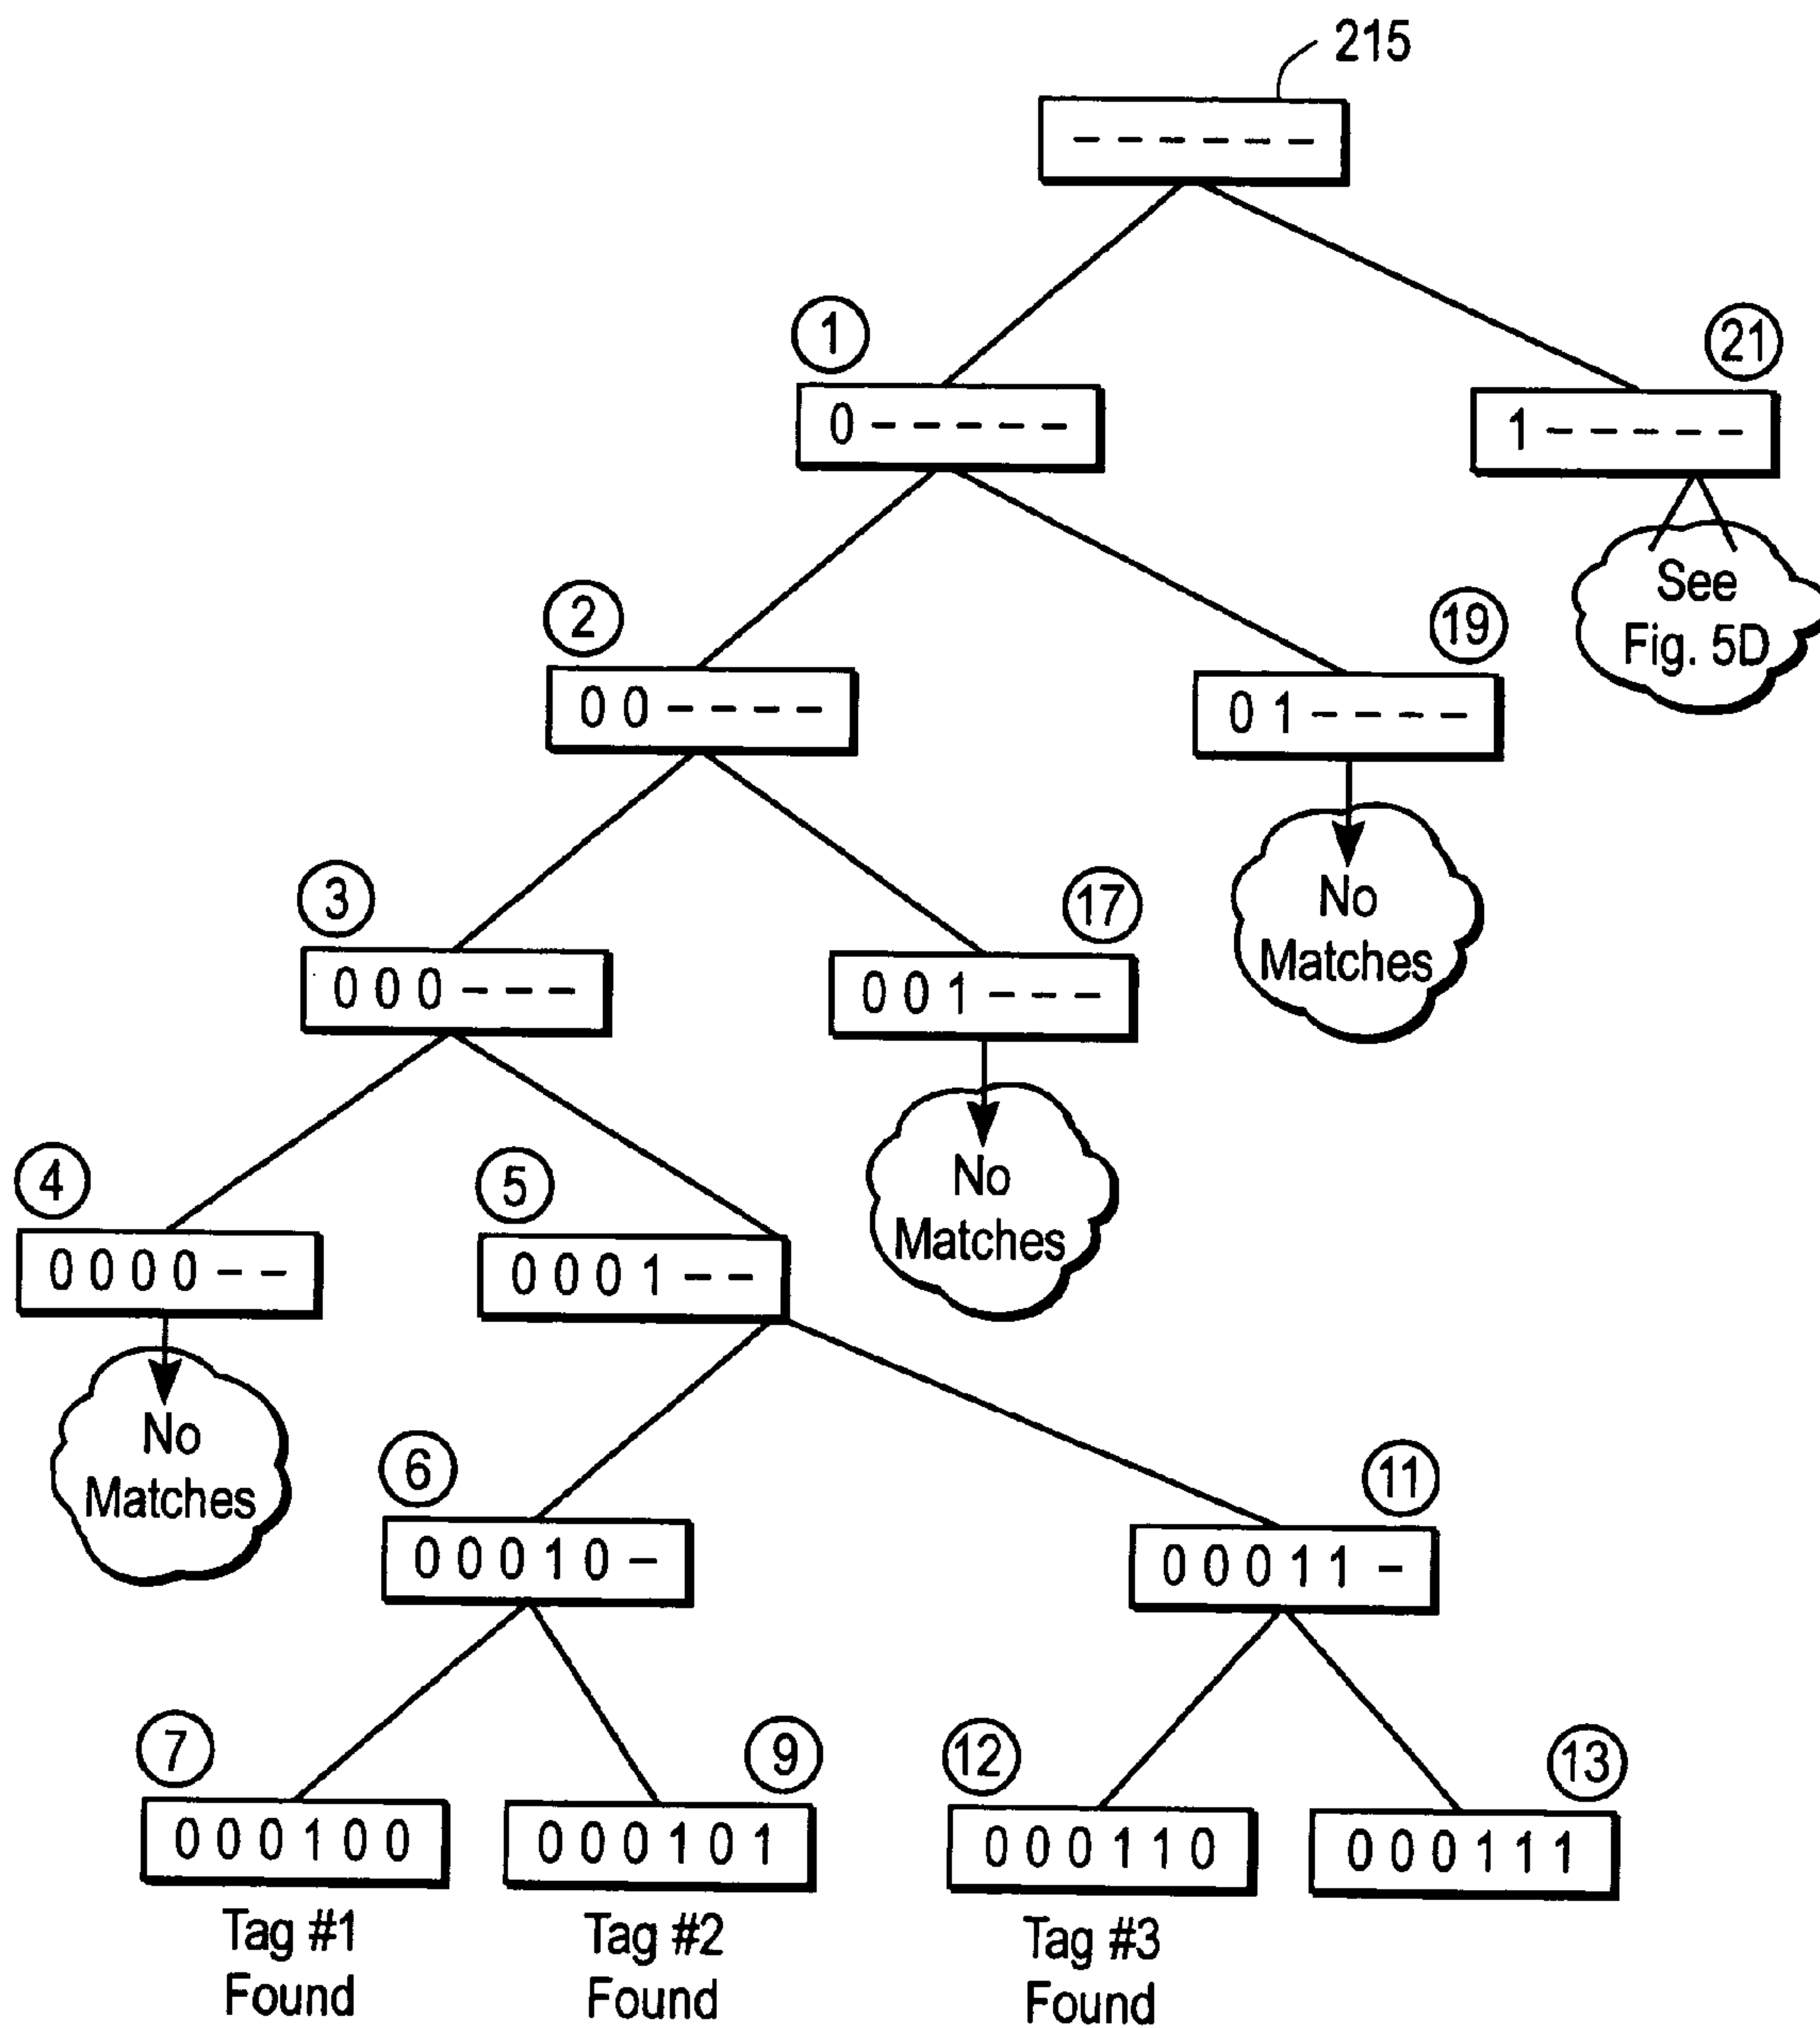 215
- - - - - -
1
21
0 - - - - -
1 - - - - -
See
Fig. 5D
2
19
0 0 - - - -
0 1 - - - -
No
Matches
3
17
0 0 0 - - -
0 0 1 - - -
No
Matches
4
5
0 0 0 0 - -
0 0 0 1 - -
No
Matches
6
11
0 0 0 1 0 -
0 0 0 1 1 -
7
9
12
13
0 0 0 1 0 0
0 0 0 1 0 1
0 0 0 1 1 0
0 0 0 1 1 1
Tag #1
Found
Tag #2
Found
Tag #3
Found